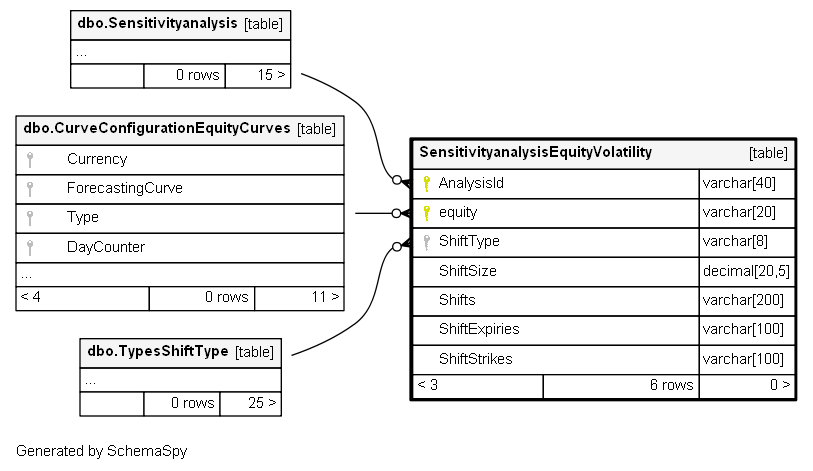 dbo.Sensitivityanalysis [table]
...
0 rows 15 >
dbo.CurveConfigurationEquityCurves [table]
Currency
ForecastingCurve
Type
DayCounter
...
< 4 0 rows 11 >
dbo.TypesShiftType [table]
...
0 rows 25 >
SensitivityanalysisEquityVolatility [table]
AnalysisId varchar[40]
equity varchar[20]
ShiftType varchar[8]
ShiftSize decimal[20,5]
Shifts varchar[200]
ShiftExpiries varchar[100]
ShiftStrikes varchar[100]
< 3 6 rows 0 >
Generated by SchemaSpy